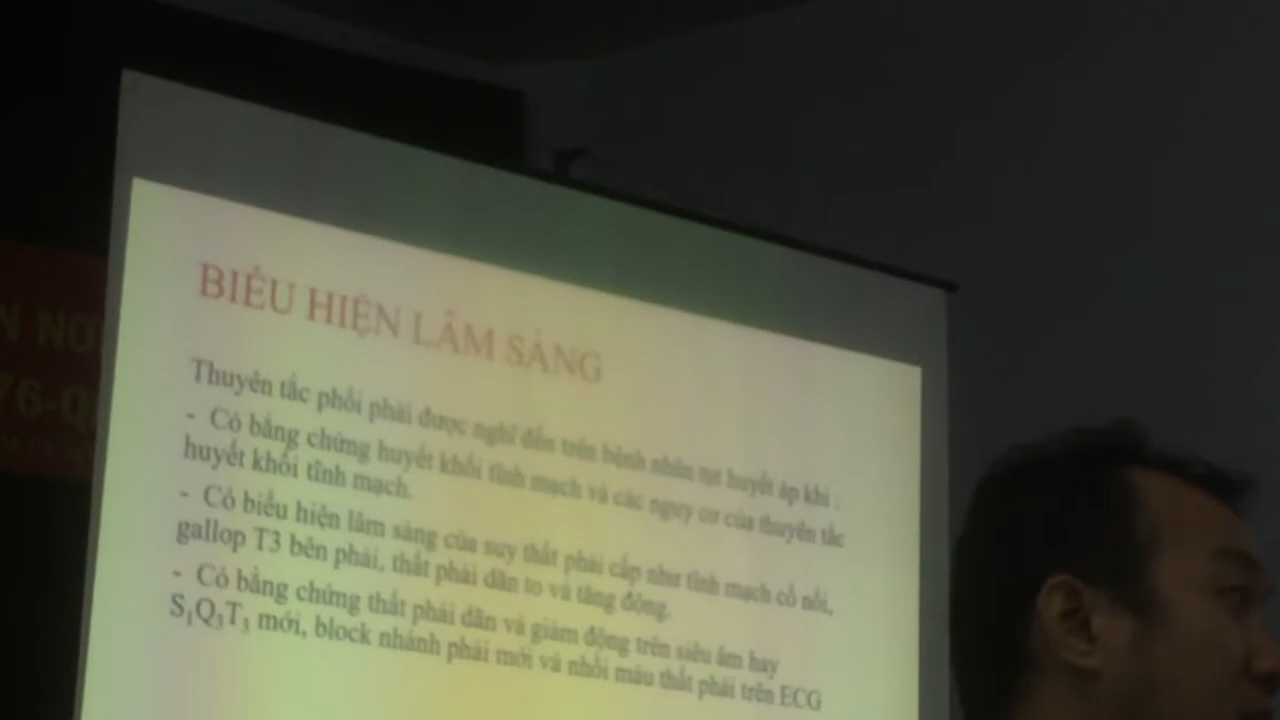 BIỂU HIỆN LÂM SÀNG
Thuyên tắc phổi phải được nghĩ đến trên bệnh nhân tụt huyết áp khi :
- Có bằng chứng huyết khối tĩnh mạch và các nguy cơ của thuyên tắc
huyết khối tĩnh mạch.
- Có biểu hiện lâm sàng của suy thất phải cấp như tĩnh mạch cổ nổi,
gallop T3 bên phải, thất phải dãn to và tăng động.
- Có bằng chứng thất phải dãn và giảm động trên siêu âm hay
S₁Q₃T₃ mới, block nhánh phải mới và nhồi máu thất phải trên ECG
N NƠ
76-Q